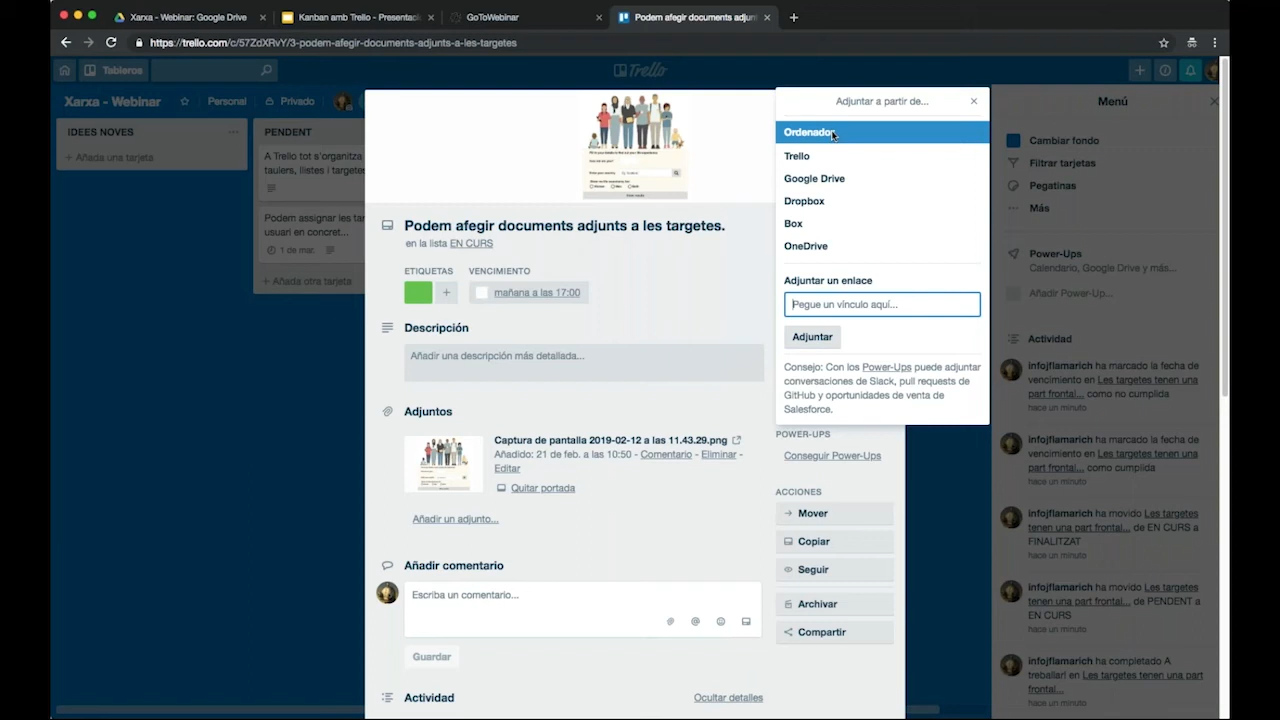 Xarxa - Webinar: Google Drive
Kanban amb Trello - Presentaci
GoToWebinar
Podem afegir documents adjun
https://trello.com/c/57ZdXRvY/3-podem-afegir-documents-adjunts-a-les-targetes
Tableros
Trello
Xarxa - Webinar
Personal
Privado
IDEES NOVES
+ Añada una tarjeta
PENDENT
A Trello tot s'organitza
taulers, llistes i targetes
Podem assignar les tar
usuari en concret...
1 de mar.
+ Añada otra tarjeta
Podem afegir documents adjunts a les targetes.
en la lista EN CURS
ETIQUETAS
VENCIMIENTO
mañana a las 17:00
Descripción
Añadir una descripción más detallada...
Adjuntos
Captura de pantalla 2019-02-12 a las 11.43.29.png
Añadido: 21 de feb. a las 10:50 - Comentario - Eliminar -
Editar
Quitar portada
Añadir un adjunto...
Añadir comentario
Escriba un comentario...
Guardar
Actividad
Ocultar detalles
Adjuntar a partir de...
Ordenador
Trello
Google Drive
Dropbox
Box
OneDrive
Adjuntar un enlace
Pegue un vínculo aquí...
Adjuntar
Consejo: Con los Power-Ups puede adjuntar
conversaciones de Slack, pull requests de
GitHub y oportunidades de venta de
Salesforce.
POWER-UPS
Conseguir Power-Ups
ACCIONES
Mover
Copiar
Seguir
Archivar
Compartir
Menú
Cambiar fondo
Filtrar tarjetas
Pegatinas
Más
Power-Ups
Calendario, Google Drive y más...
Añadir Power-Up...
Actividad
infojflamarich ha marcado la fecha de
vencimiento en Les targetes tenen una
part frontal... como no cumplida
hace un minuto
infojflamarich ha marcado la fecha de
vencimiento en Les targetes tenen una
part frontal... como cumplida
hace un minuto
infojflamarich ha movido Les
targetes tenen una part frontal...
de EN CURS a
FINALITZAT
hace un minuto
infojflamarich ha movido Les
targetes tenen una part frontal...
de PENDENT a
EN CURS
hace un minuto
infojflamarich ha completado A
treballar! en Les targetes tenen una part
frontal...
hace un minuto